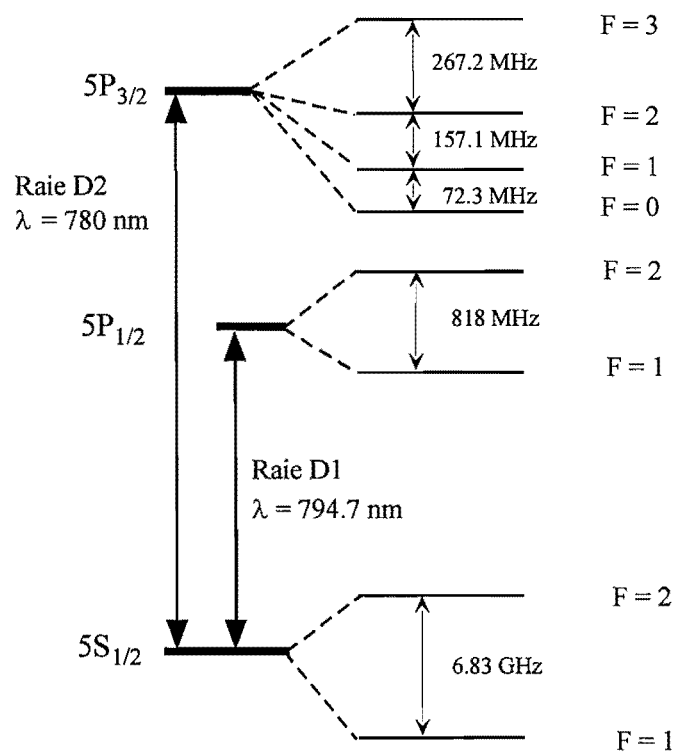 F = 3
267.2 MHz
5P3/2
F = 2
157.1 MHz
F = 1
Raie D2
λ = 780 nm
72.3 MHz
F = 0
F = 2
5P1/2
818 MHz
F = 1
Raie D1
λ = 794.7 nm
F = 2
5S1/2
6.83 GHz
F = 1